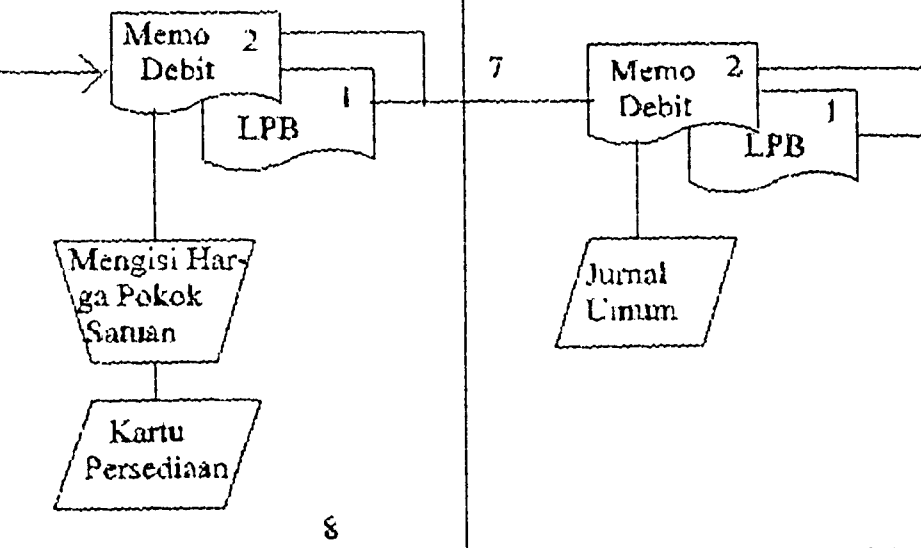 Memo 2
Debit
1
LPB
7
Memo 2
Debit
1
LPB
Mengisi Har-
ga Pokok
Satuan
Jurnal
Umum
Kartu
Persediaan
8